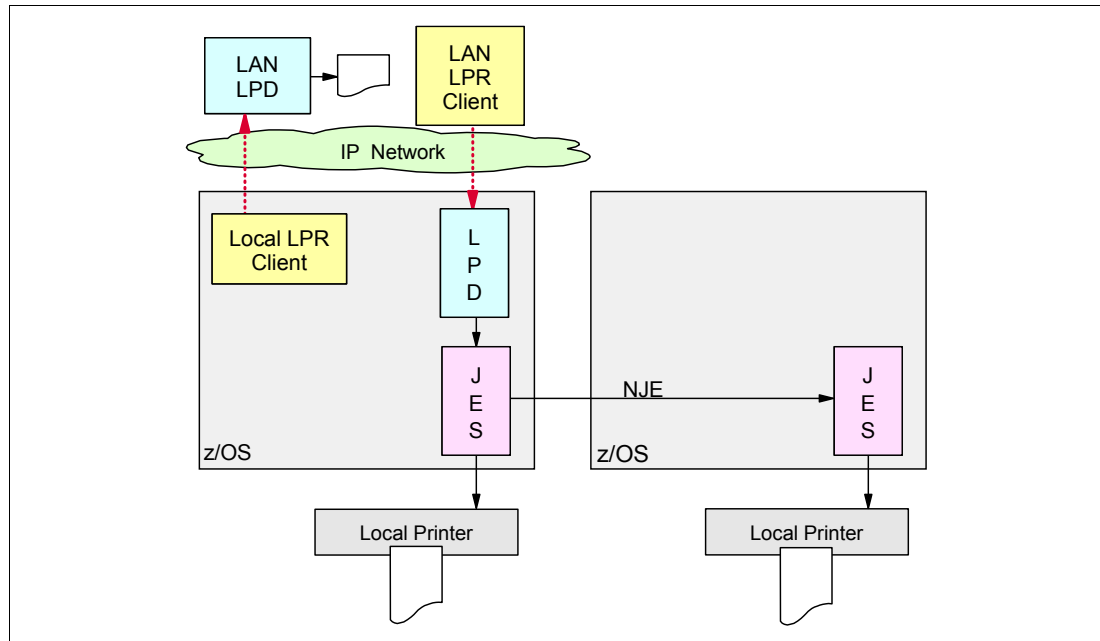 LAN
LPD
LAN
LPR
Client
IP Network
Local LPR
Client
L
P
D
J
E
S
NJE
J
E
S
z/OS
z/OS
Local Printer
Local Printer